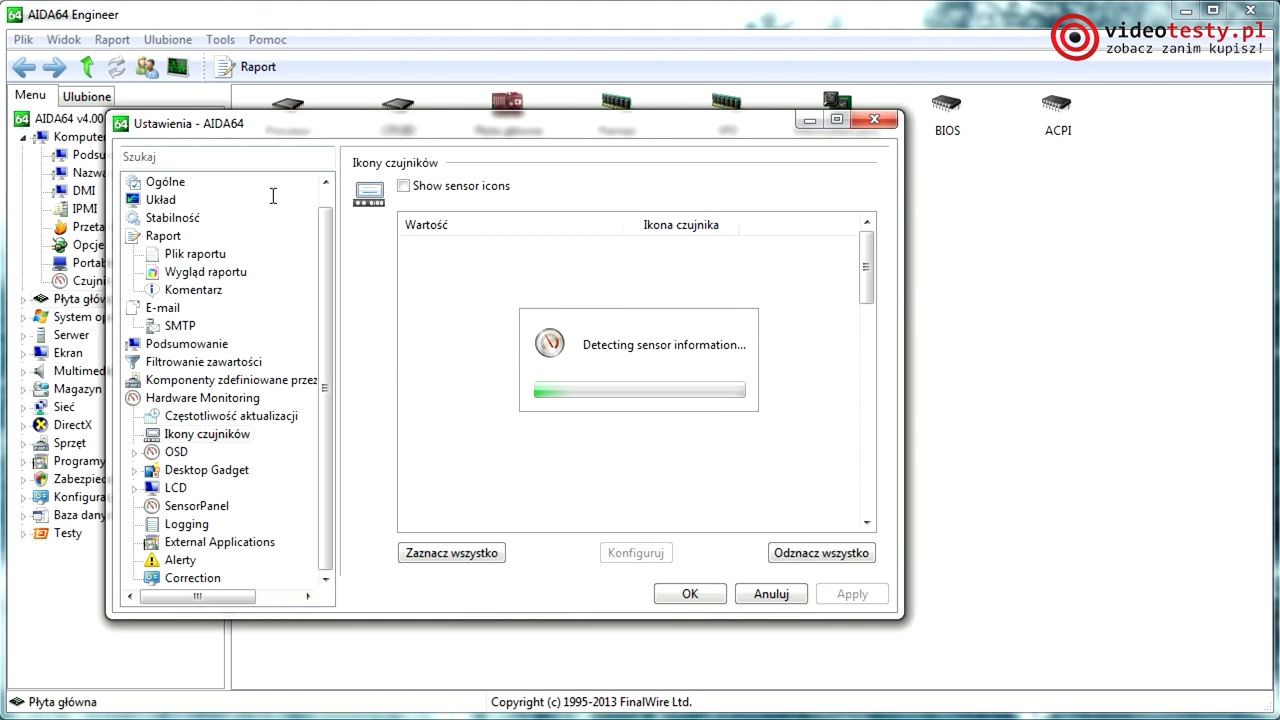 AIDA64 Engineer
videotesty.pl
zobacz zanim kupisz!
Plik Widok Raport Ulubione Tools Pomoc
Raport
Menu Ulubione
AIDA64 v4.00
Kompute
Podsu
Nazwa
DMI
IPMI
Przeta
Opcje
Portab
Czujni
Płyta głów
System op
Serwer
Ekran
Multimed
Magazyn
Sieć
DirectX
Sprzęt
Programy
Zabezpiec
Konfigura
Baza dany
Testy
BIOS
ACPI
Ustawienia - AIDA64
Szukaj
Ogólne
Układ
Stabilność
Raport
Plik raportu
Wygląd raportu
Komentarz
E-mail
SMTP
Podsumowanie
Filtrowanie zawartości
Komponenty zdefiniowane przez
Hardware Monitoring
Częstotliwość aktualizacji
Ikony czujników
OSD
Desktop Gadget
LCD
SensorPanel
Logging
External Applications
Alerty
Correction
Ikony czujników
Show sensor icons
Wartość Ikona czujnika
Detecting sensor information...
Zaznacz wszystko Konfiguruj Odznacz wszystko
OK Anuluj Apply
Płyta główna
Copyright (c) 1995-2013 FinalWire Ltd.